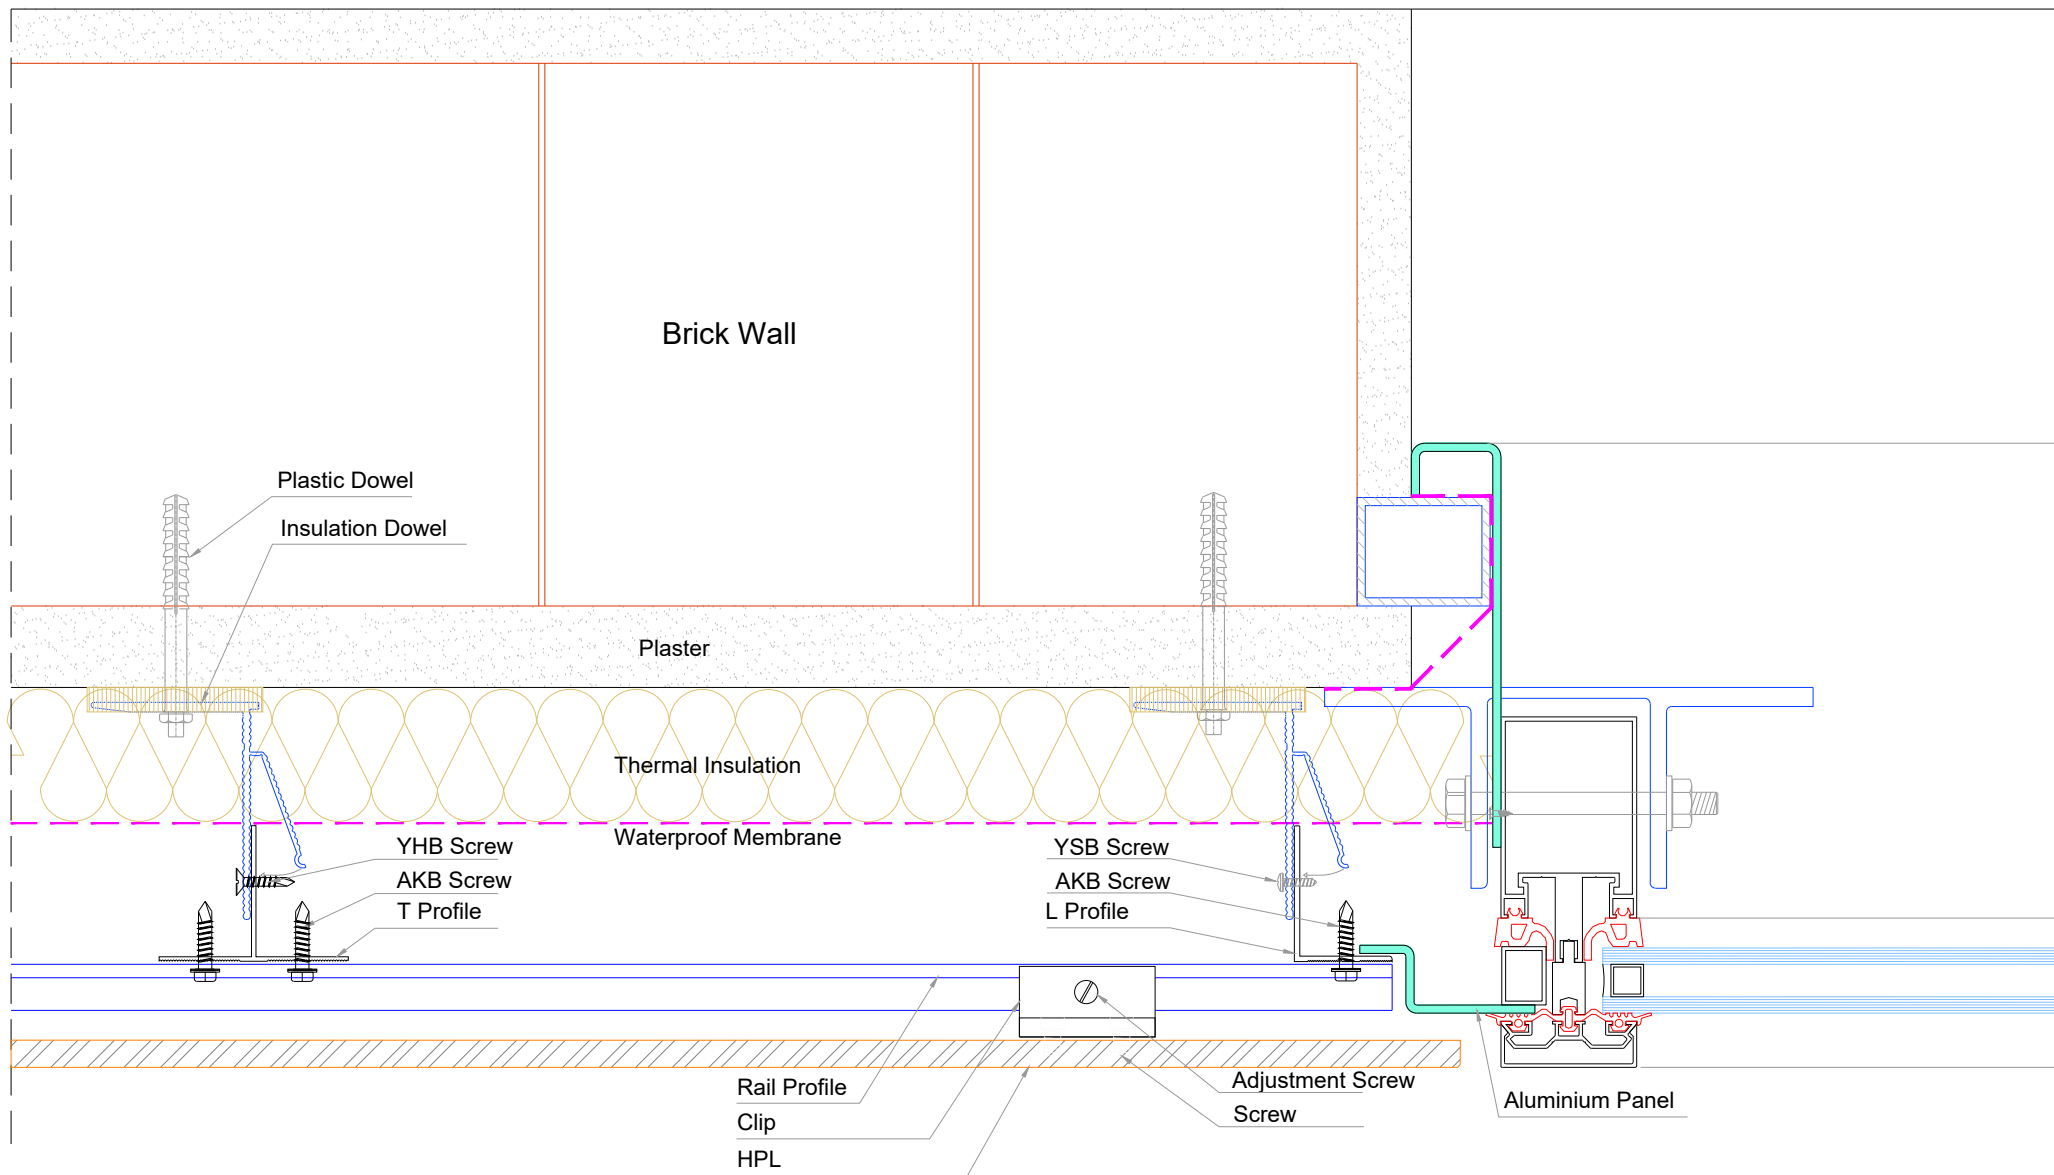 Brick Wall
Plastic Dowel
Insulation Dowel
Plaster
Thermal Insulation
Waterproof Membrane
YHB Screw
AKB Screw
T Profile
YSB Screw
AKB Screw
L Profile
Rail Profile
Clip
HPL
Adjustment Screw
Screw
Aluminium Panel